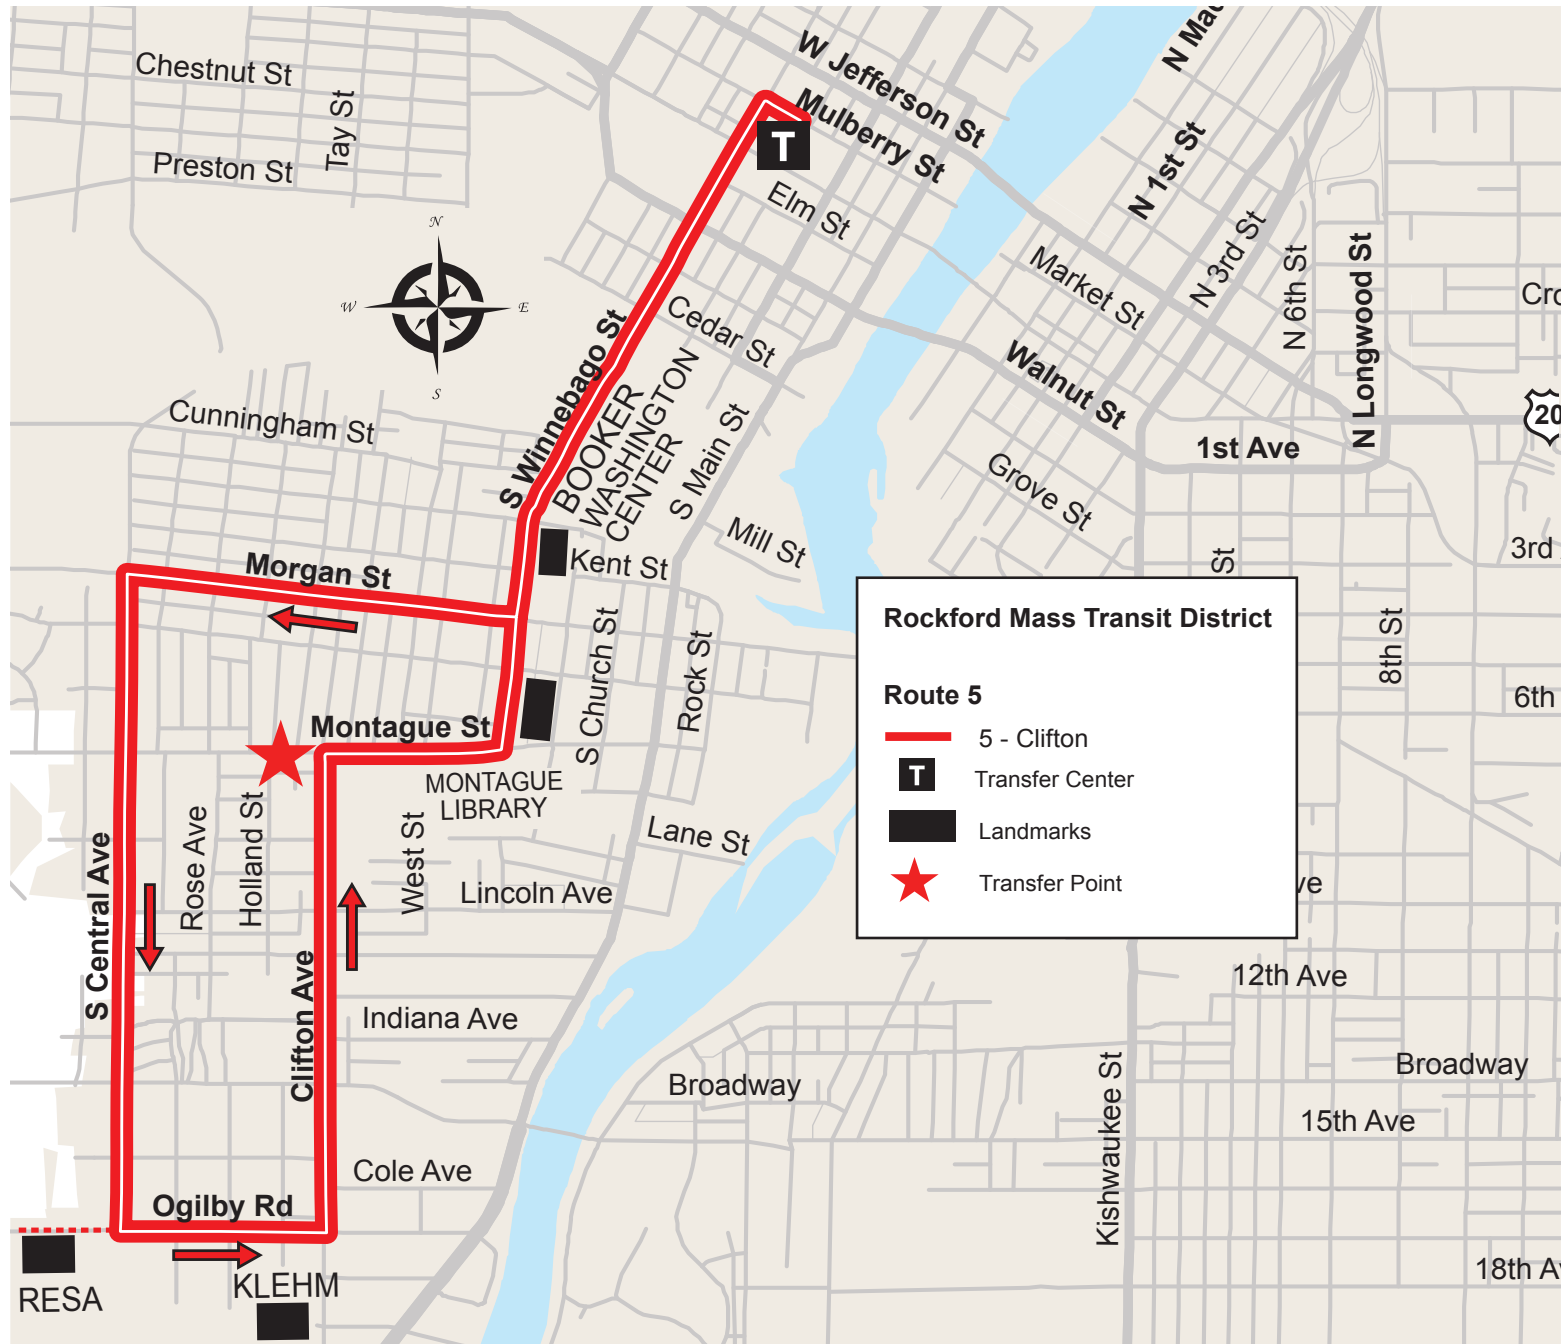 Chestnut St
Tay St
Preston St
W Jefferson St
Mulberry St
T
Elm St
N 1st St
N 3rd St
N 6th St
N Longwood St
Market St
Walnut St
1st Ave
20
N
W
E
S
Cunningham St
S Winnebago St
Cedar St
BOOKER
WASHINGTON
CENTER
S Main St
Grove St
Mill St
Kent St
Morgan St
3rd
St
8th St
6th
S Church St
Rock St
Montague St
MONTAGUE
LIBRARY
Rockford Mass Transit District
Route 5
5 - Clifton
T
Transfer Center
Landmarks
Transfer Point
Lane St
Lincoln Ave
West St
Rose Ave
Holland St
S Central Ave
Clifton Ave
Indiana Ave
12th Ave
Broadway
Broadway
15th Ave
Kishwaukee St
Cole Ave
Ogilby Rd
RESA
KLEHM
18th